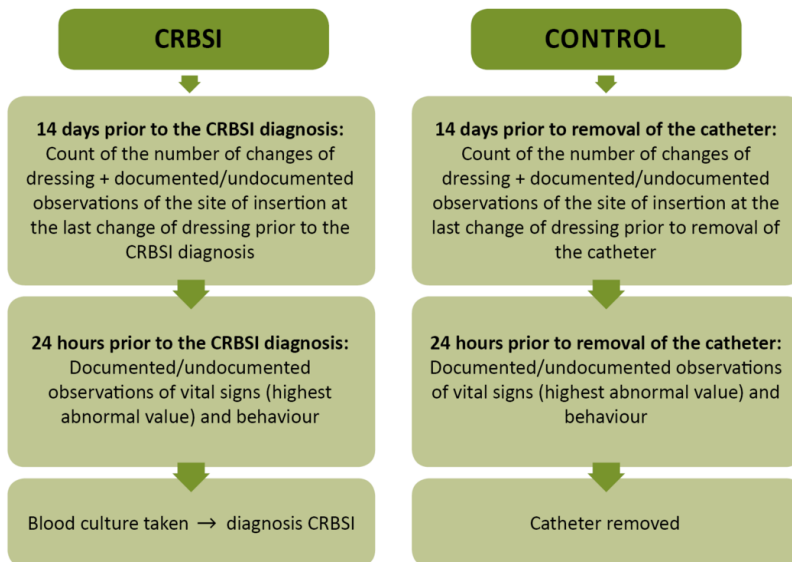 CRBSI
14 days prior to the CRBSI diagnosis:
Count of the number of changes of
dressing + documented/undocumented
observations of the site of insertion at
the last change of dressing prior to the
CRBSI diagnosis
24 hours prior to the CRBSI diagnosis:
Documented/undocumented
observations of vital signs (highest
abnormal value) and behaviour
Blood culture taken → diagnosis CRBSI
CONTROL
14 days prior to removal of the catheter:
Count of the number of changes of
dressing + documented/undocumented
observations of the site of insertion at the
last change of dressing prior to removal of
the catheter
24 hours prior to removal of the catheter:
Documented/undocumented observations
of vital signs (highest abnormal value) and
behaviour
Catheter removed